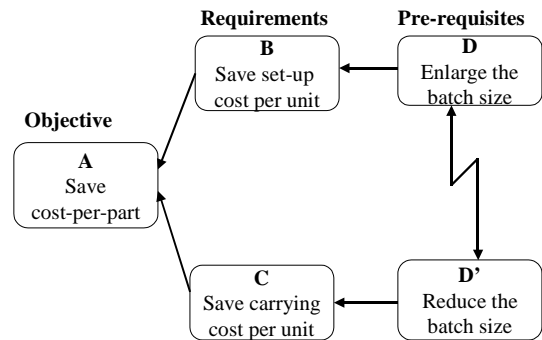 Requirements
Pre-requisites
B
Save set-up
cost per unit
D
Enlarge the
batch size
Objective
A
Save
cost-per-part
C
Save carrying
cost per unit
D’
Reduce the
batch size